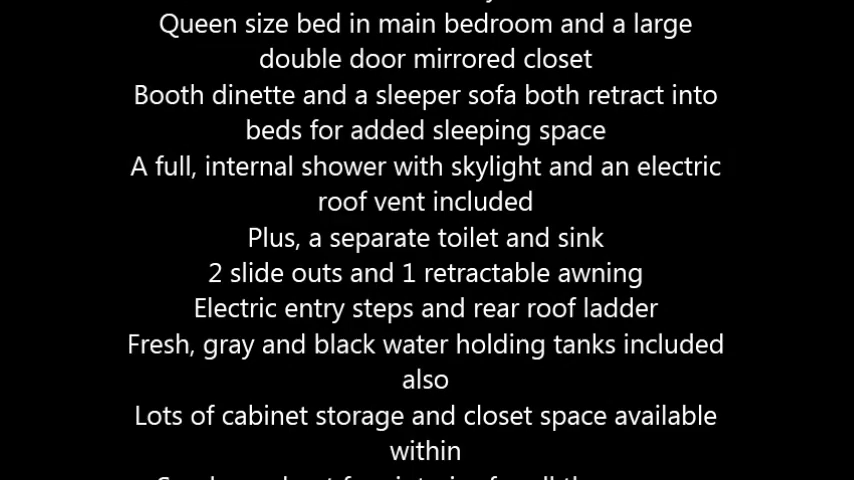 Queen size bed in main bedroom and a large
double door mirrored closet
Booth dinette and a sleeper sofa both retract into
beds for added sleeping space
A full, internal shower with skylight and an electric
roof vent included
Plus, a separate toilet and sink
2 slide outs and 1 retractable awning
Electric entry steps and rear roof ladder
Fresh, gray and black water holding tanks included
also
Lots of cabinet storage and closet space available
within